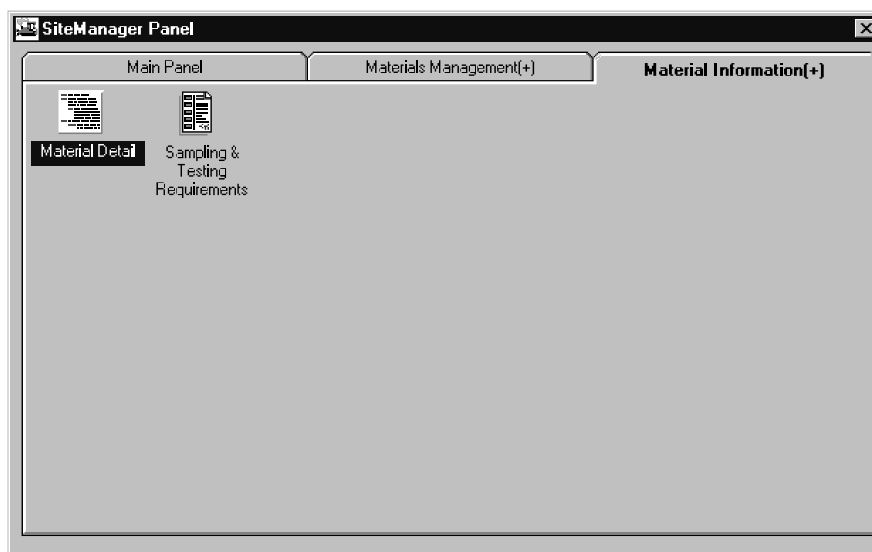 SiteManager Panel
Main Panel
Materials Management(+)
Material Information(+)
Material Detail
Sampling &
Testing
Requirements